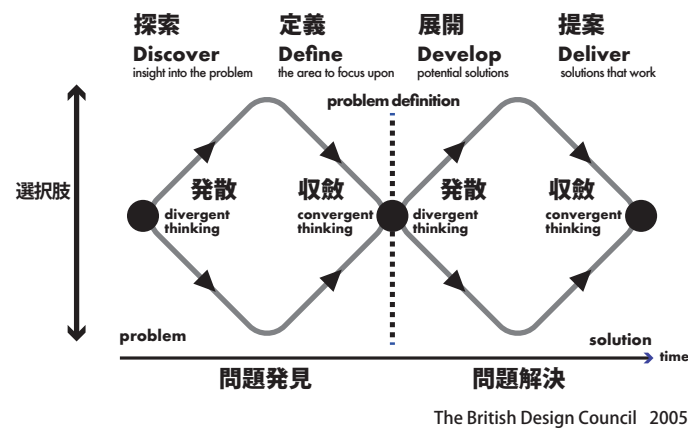 探索
Discover
insight into the problem
定義
Define
the area to focus upon
展開
Develop
potential solutions
提案
Deliver
solutions that work
problem definition
選択肢
発散
divergent
thinking
収斂
convergent
thinking
発散
divergent
thinking
収斂
convergent
thinking
problem
solution
time
問題発見
問題解決
The British Design Council 2005